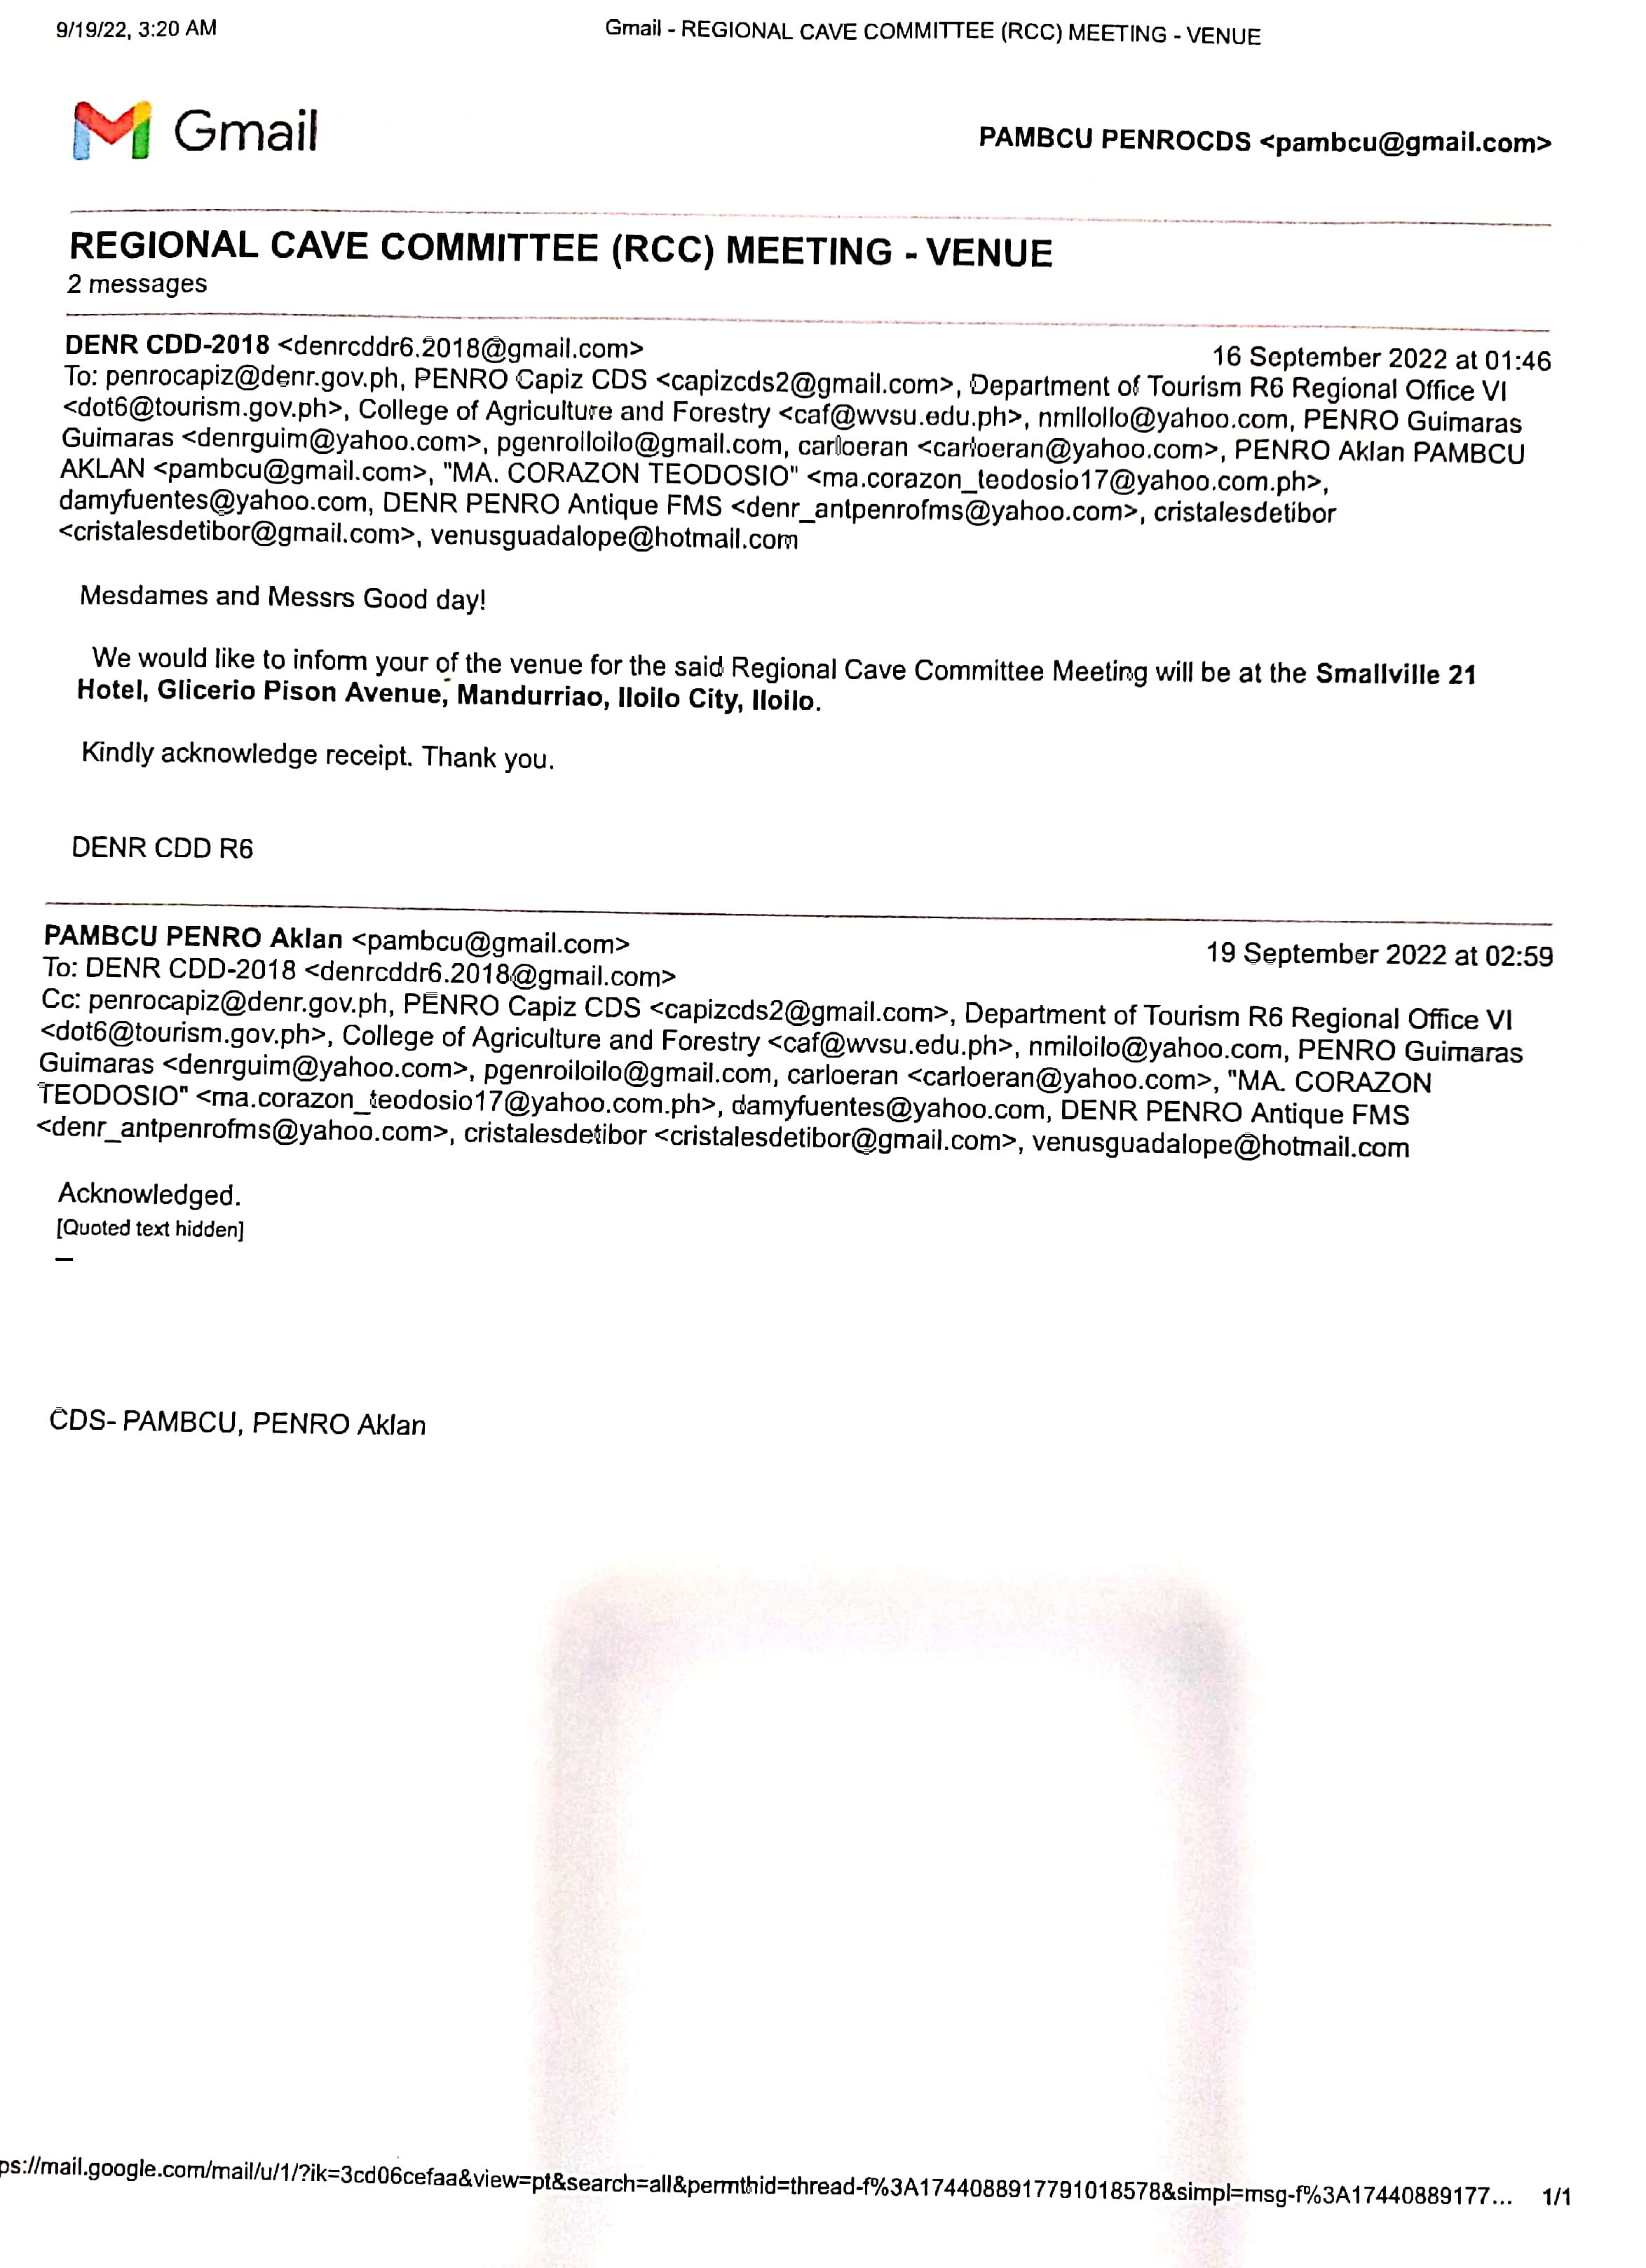 9/19/22, 3:20 AM
Gmail - REGIONAL CAVE COMMITTEE (RCC) MEETING - VENUE
Gmail
PAMBCU PENROCDS <pambcu@gmail.com>
REGIONAL CAVE COMMITTEE (RCC) MEETING - VENUE
2 messages
DENR CDD-2018 <denrcddr6.2018@gmail.com>
16 September 2022 at 01:46
To: penrocapiz@denr.gov.ph, PENRO Capiz CDS <capizcds2@gmail.com>, Department of Tourism R6 Regional Office VI
<dot6@tourism.gov.ph>, College of Agriculture and Forestry <caf@wvsu.edu.ph>, nmiloilo@yahoo.com, PENRO Guimaras
Guimaras <denrguim@yahoo.com>, pgenroiloilo@gmail.com, carloeran <carloeran@yahoo.com>, PENRO Aklan PAMBCU
AKLAN <pambcu@gmail.com>, "MA. CORAZON TEODOSIO" <ma.corazon_teodosio17@yahoo.com.ph>,
damyfuentes@yahoo.com, DENR PENRO Antique FMS <denr_antpenrofms@yahoo.com>, cristalesdetibor
<cristalesdetibor@gmail.com>, venusguadalope@hotmail.com
Mesdames and Messrs Good day!
We would like to inform your of the venue for the said Regional Cave Committee Meeting will be at the Smallville 21
Hotel, Glicerio Pison Avenue, Mandurriao, Iloilo City, Iloilo.
Kindly acknowledge receipt. Thank you.
DENR CDD R6
PAMBCU PENRO Aklan <pambcu@gmail.com>
19 September 2022 at 02:59
To: DENR CDD-2018 <denrcddr6.2018@gmail.com>
Cc: penrocapiz@denr.gov.ph, PENRO Capiz CDS <capizcds2@gmail.com>, Department of Tourism R6 Regional Office VI
<dot6@tourism.gov.ph>, College of Agriculture and Forestry <caf@wvsu.edu.ph>, nmiloilo@yahoo.com, PENRO Guimaras
Guimaras <denrguim@yahoo.com>, pgenroiloilo@gmail.com, carloeran <carloeran@yahoo.com>, "MA. CORAZON
TEODOSIO" <ma.corazon_teodosio17@yahoo.com.ph>, damyfuentes@yahoo.com, DENR PENRO Antique FMS
<denr_antpenrofms@yahoo.com>, cristalesdetibor <cristalesdetibor@gmail.com>, venusguadalope@hotmail.com
Acknowledged.
[Quoted text hidden]
--
CDS- PAMBCU, PENRO Aklan
ps://mail.google.com/mail/u/1/?ik=3cd06cefaa&view=pt&search=all&permthid=thread-f%3A1744088917791018578&simpl=msg-f%3A17440889177... 1/1